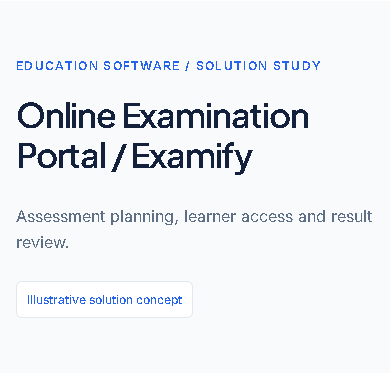 EDUCATION SOFTWARE / SOLUTION STUDY
Online Examination
Portal / Examify
Assessment planning, learner access and result
review.
Illustrative solution concept